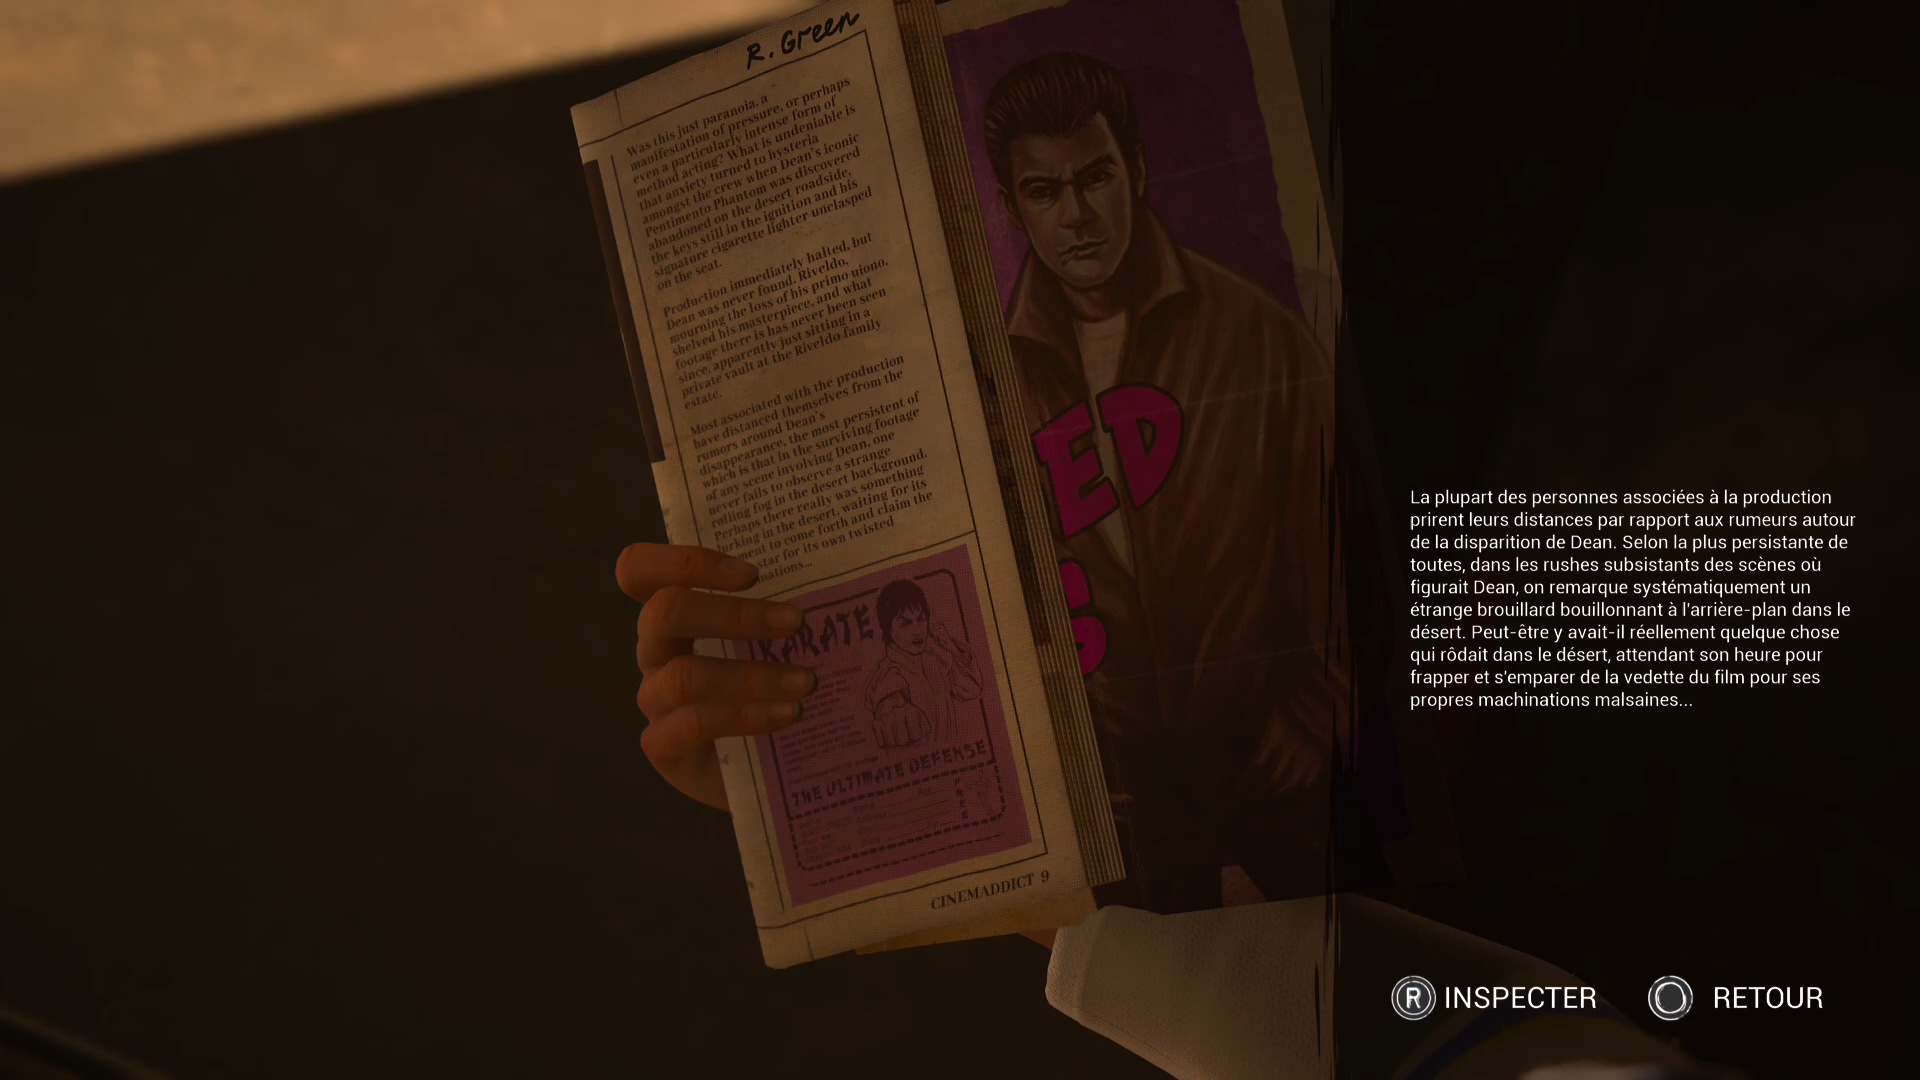 R. Green
Was this just paranoia, a
manifestation of pressure, or perhaps
even a particularly intense form of
method acting? What is undeniable is
that anxiety turned to hysteria
amongst the crew when Dean's iconic
Pentimento Phantom was discovered
abandoned on the desert roadside,
the keys still in the ignition and his
signature cigarette lighter unclasped
on the seat.
Production immediately halted, but
Dean was never found. Riveldo,
mourning the loss of his primo uiono,
shelved his masterpiece, and what
footage there is has never been seen
since, apparently just sitting in a
private vault at the Riveldo family
estate.
Most associated with the production
have distanced themselves from the
rumors around Dean's
disappearance, the most persistent of
which is that in the surviving footage
of any scene involving Dean, one
never fails to observe a strange
rolling fog in the desert background.
Perhaps there really was something
lurking in the desert, waiting for its
ment to come forth and claim the
star for its own twisted
nations...
KARATE
THE ULTIMATE DEFENSE
FREE
CINEMADDICT 9
ED
La plupart des personnes associées à la production
prirent leurs distances par rapport aux rumeurs autour
de la disparition de Dean. Selon la plus persistante de
toutes, dans les rushes subsistants des scènes où
figurait Dean, on remarque systématiquement un
étrange brouillard bouillonnant à l'arrière-plan dans le
désert. Peut-être y avait-il réellement quelque chose
qui rôdait dans le désert, attendant son heure pour
frapper et s'emparer de la vedette du film pour ses
propres machinations malsaines...
R INSPECTER
RETOUR